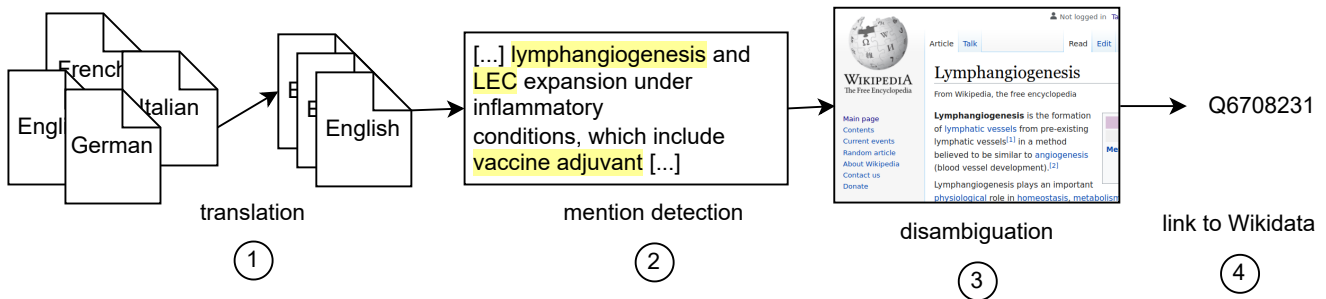 French
Italian
Engli
German
E
E
English
translation
1
[...] lymphangiogenesis and
LEC expansion under
inflammatory
conditions, which include
vaccine adjuvant [...]
mention detection
2
Not logged in Ta
WIKIPEDIA
The Free Encyclopedia
Main page
Contents
Current events
Random article
About Wikipedia
Contact us
Donate
Article Talk Read Edit
Lymphangiogenesis
From Wikipedia, the free encyclopedia
Lymphangiogenesis is the formation
of lymphatic vessels from pre-existing
lymphatic vessels[1] in a method
believed to be similar to angiogenesis
(blood vessel development).[2]
Lymphangiogenesis plays an important
physiological role in homeostasis, metabolism
Me
disambiguation
3
Q6708231
link to Wikidata
4